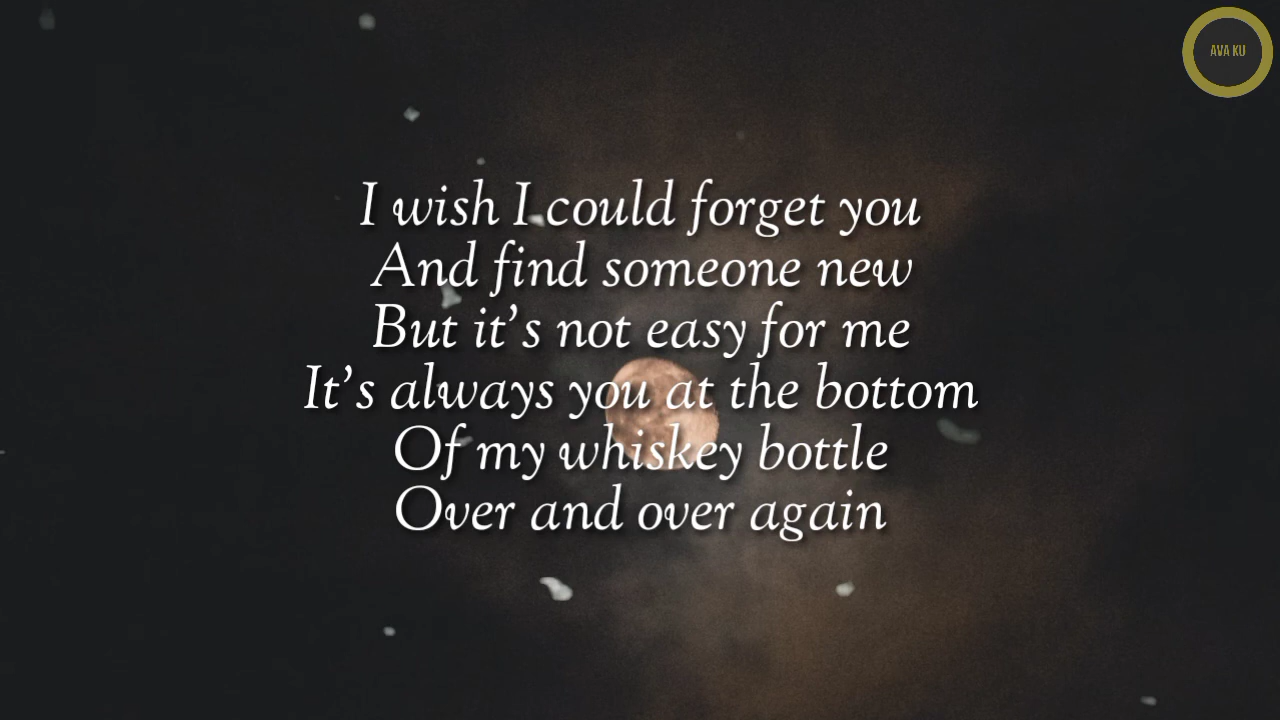 AVA KU
I wish I could forget you
And find someone new
But it's not easy for me
It's always you at the bottom
Of my whiskey bottle
Over and over again